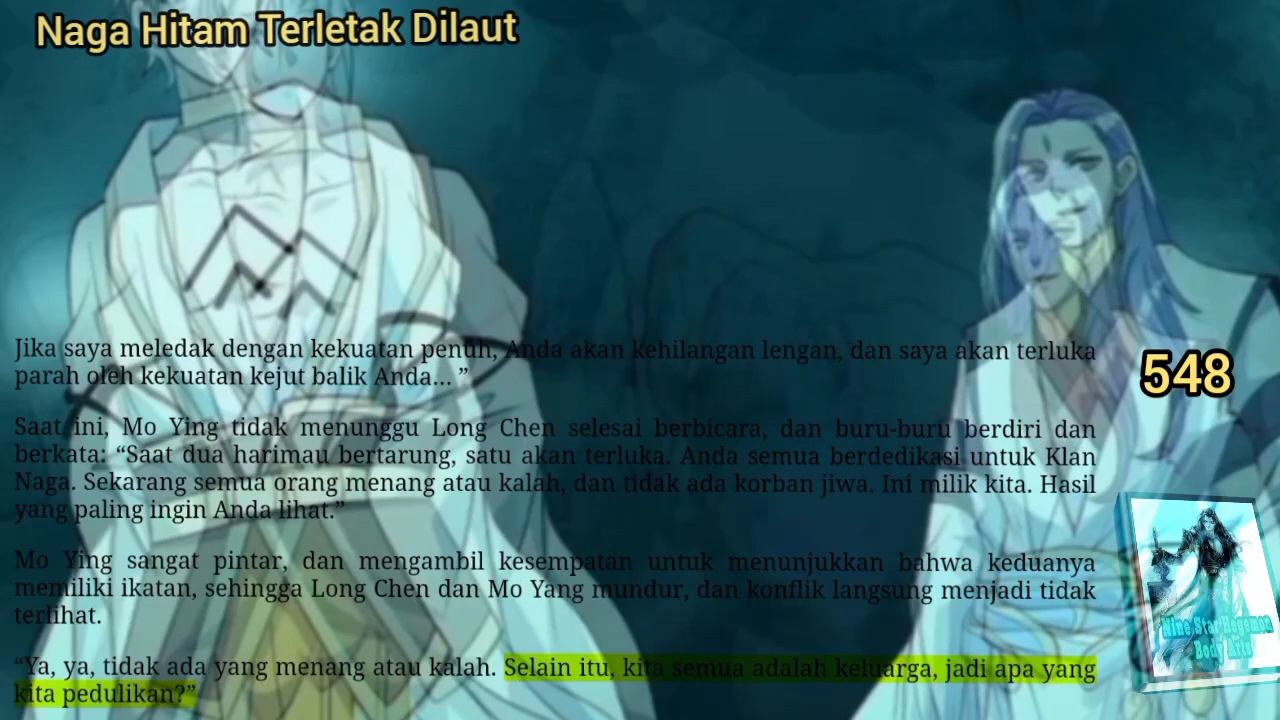 Naga Hitam Terletak Dilaut
Jika saya meledak dengan kekuatan penuh, Anda akan kehilangan lengan, dan saya akan terluka
parah oleh kekuatan kejut balik Anda... ”
548
Saat ini, Mo Ying tidak menunggu Long Chen selesai berbicara, dan buru-buru berdiri dan
berkata: “Saat dua harimau bertarung, satu akan terluka. Anda semua berdedikasi untuk Klan
Naga. Sekarang semua orang menang atau kalah, dan tidak ada korban jiwa. Ini milik kita. Hasil
yang paling ingin Anda lihat.”
Mo Ying sangat pintar, dan mengambil kesempatan untuk menunjukkan bahwa keduanya
memiliki ikatan, sehingga Long Chen dan Mo Yang mundur, dan konflik langsung menjadi tidak
terlihat.
“Ya, ya, tidak ada yang menang atau kalah. Selain itu, kita semua adalah keluarga, jadi apa yang
kita pedulikan?”
Nine Star Hegemon
Body Arts